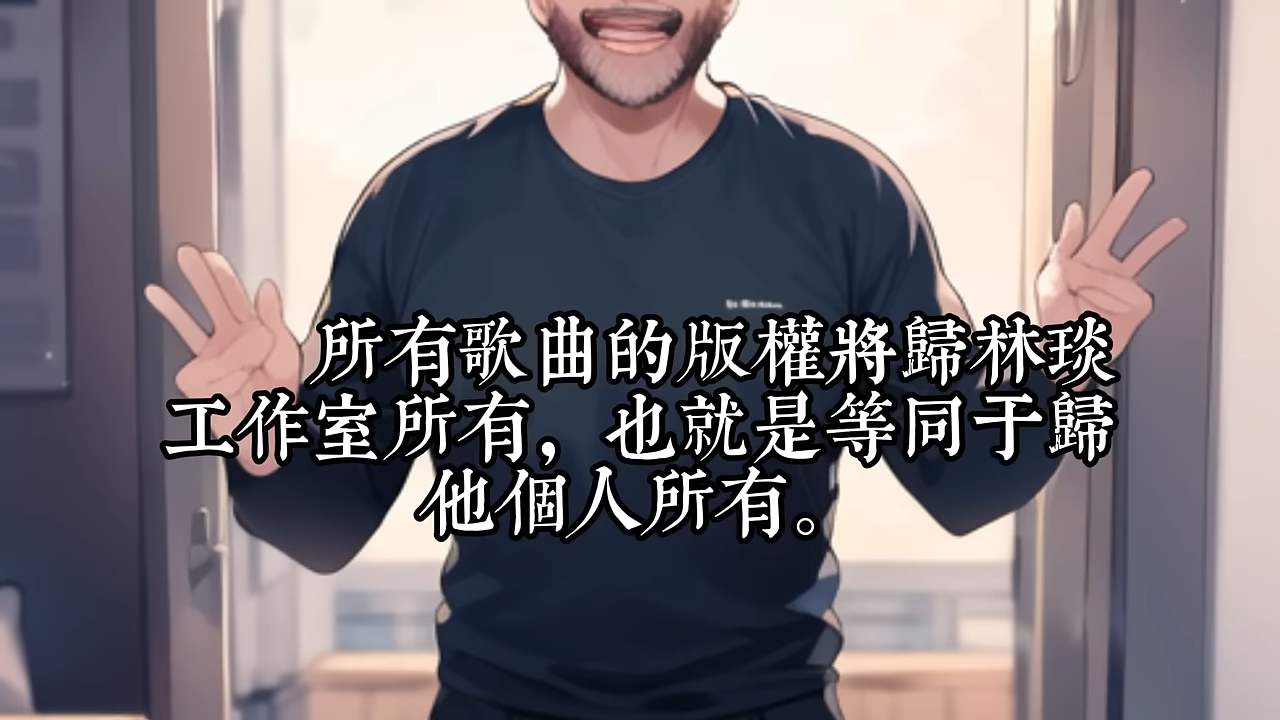 所有歌曲的版權將歸林琰
工作室所有，也就是等同于歸
他個人所有。